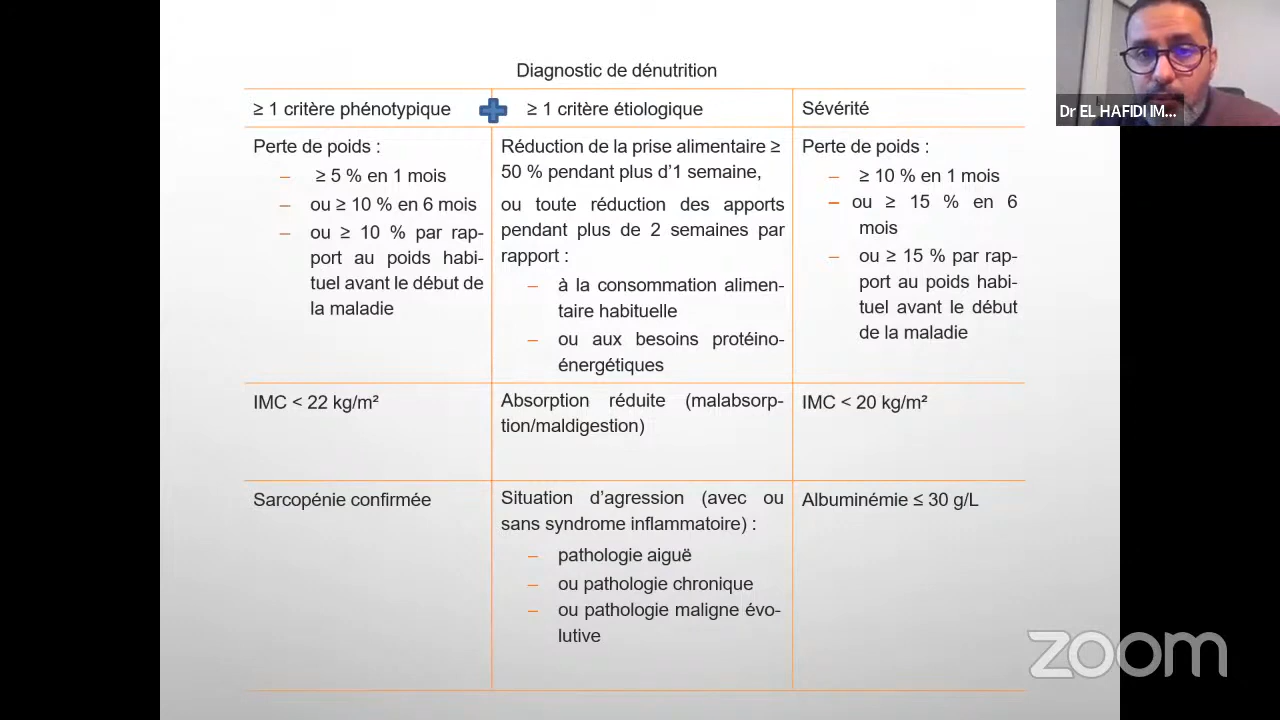 Diagnostic de dénutrition
≥ 1 critère phénotypique
≥ 1 critère étiologique
Sévérité
Perte de poids :
– ≥ 5 % en 1 mois
– ou ≥ 10 % en 6 mois
– ou ≥ 10 % par rap-
port au poids habi-
tuel avant le début de
la maladie
Réduction de la prise alimentaire ≥
50 % pendant plus d’1 semaine,
ou toute réduction des apports
pendant plus de 2 semaines par
rapport :
– à la consommation alimen-
taire habituelle
– ou aux besoins protéino-
énergétiques
Perte de poids :
– ≥ 10 % en 1 mois
– ou ≥ 15 % en 6
mois
– ou ≥ 15 % par rap-
port au poids habi-
tuel avant le début
de la maladie
IMC < 22 kg/m²
Absorption réduite (malabsorp-
tion/maldigestion)
IMC < 20 kg/m²
Sarcopénie confirmée
Situation d’agression (avec ou
sans syndrome inflammatoire) :
– pathologie aiguë
– ou pathologie chronique
– ou pathologie maligne évo-
lutive
Albuminémie ≤ 30 g/L
Dr EL HAFIDI IM...
zoom